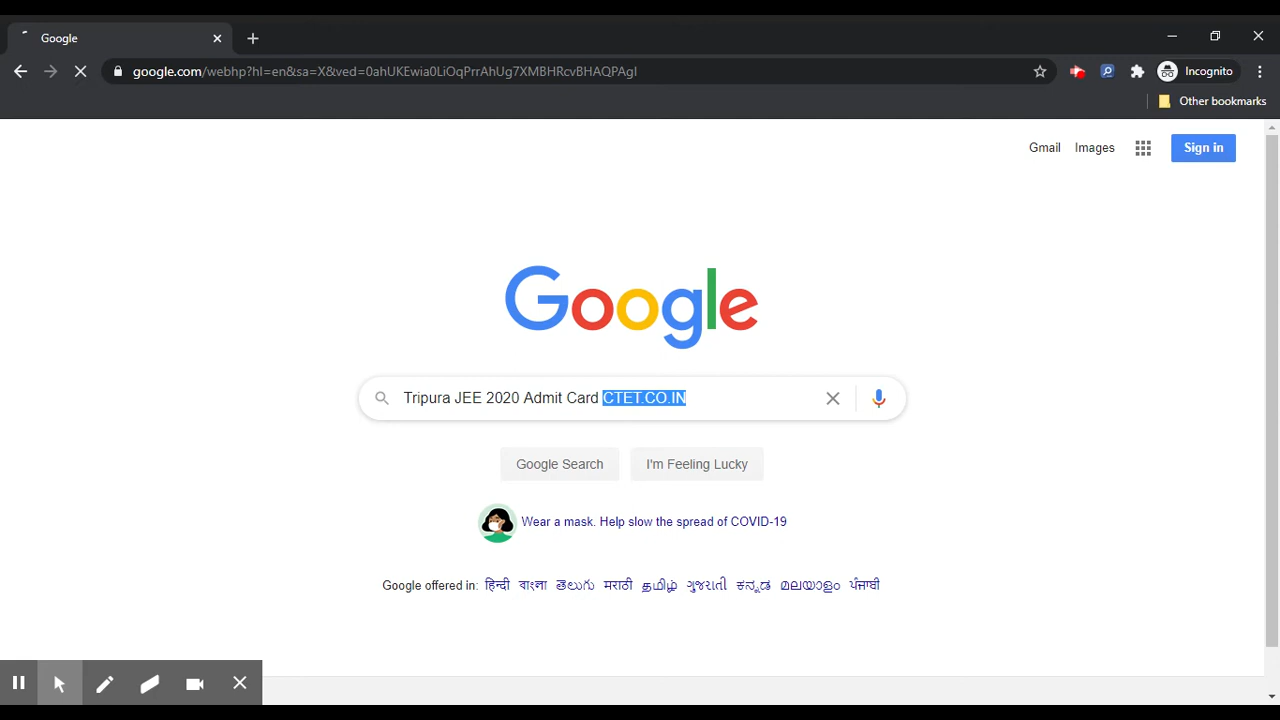 Google
google.com/webhp?hl=en&sa=X&ved=0ahUKEwia0LiOqPrrAhUg7XMBHRcvBHAQPAgI
Incognito
Other bookmarks
Gmail Images Sign in
Google
Tripura JEE 2020 Admit Card CTET.CO.IN
Google Search I'm Feeling Lucky
Wear a mask. Help slow the spread of COVID-19
Google offered in: हिन्दी বাংলা తెలుగు मराठी தமிழ் ગુજરાતી ಕನ್ನಡ മലയാളം ਪੰਜਾਬੀ